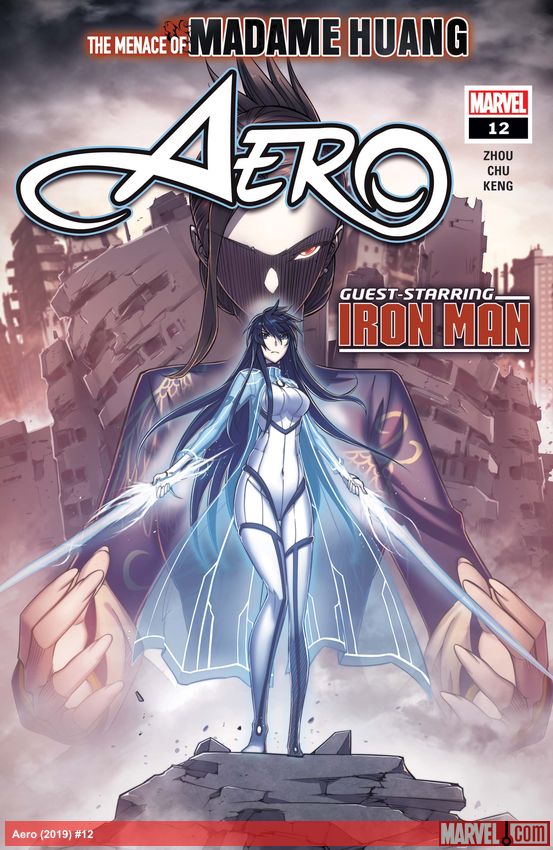 THE MENACE OF MADAME HUANG
AERO
MARVEL
12
ZHOU
CHU
KENG
GUEST-STARRING
IRON MAN
Aero (2019) #12
MARVEL.com